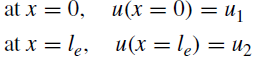 at x = 0, u(x = 0) = u₁
at x = lₑ, u(x = lₑ) = u₂